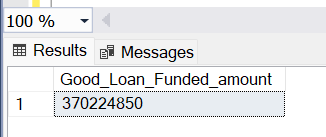 100 %
Results Messages
Good_Loan_Funded_amount
1 370224850